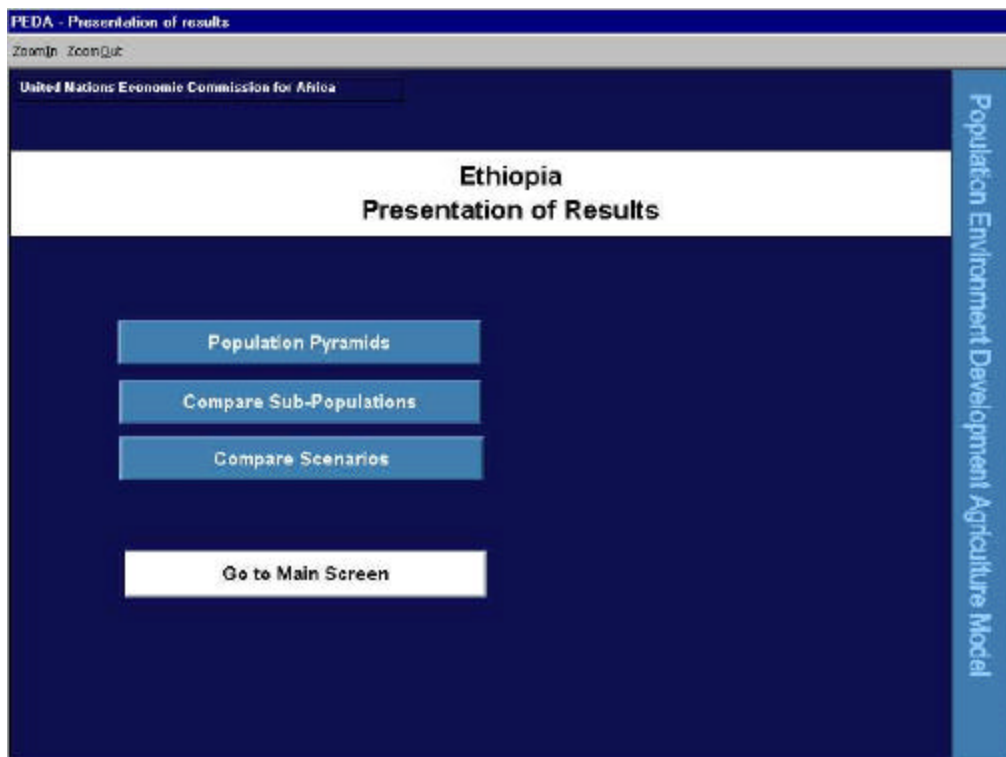 PEDA - Presentation of results
ZoomIn ZoomOut
United Nations Economic Commission for Africa
Ethiopia
Presentation of Results
Population Pyramids
Compare Sub-Populations
Compare Scenarios
Go to Main Screen
Population Environment Development Agriculture Model